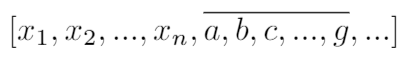 $[x_1, x_2, ..., x_n, \overline{a, b, c, ..., g}, ...]$